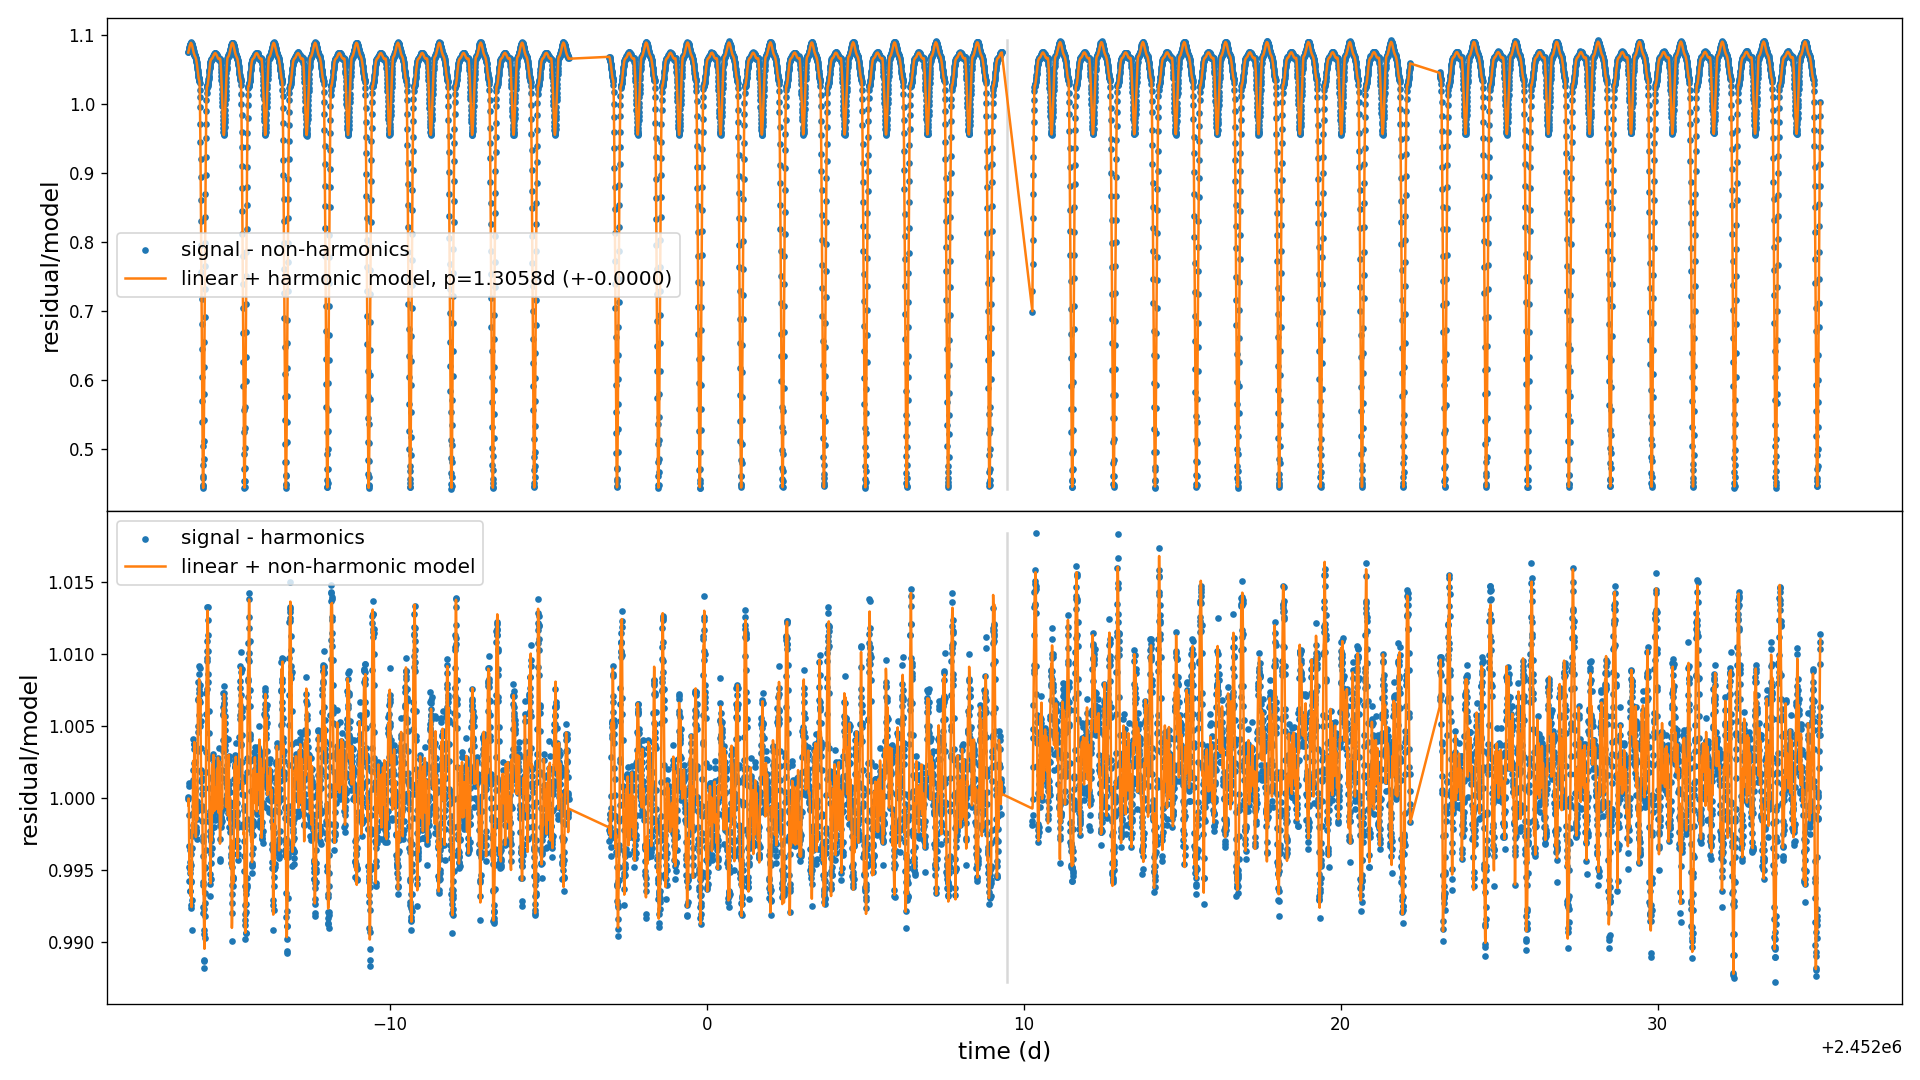 1.1
1.0
0.9
0.8
0.7
0.6
0.5
residual/model
signal - non-harmonics
linear + harmonic model, p=1.3058d (+-0.0000)
signal - harmonics
linear + non-harmonic model
1.015
1.010
1.005
1.000
0.995
0.990
residual/model
−10
0
10
20
30
time (d)
+2.452e6